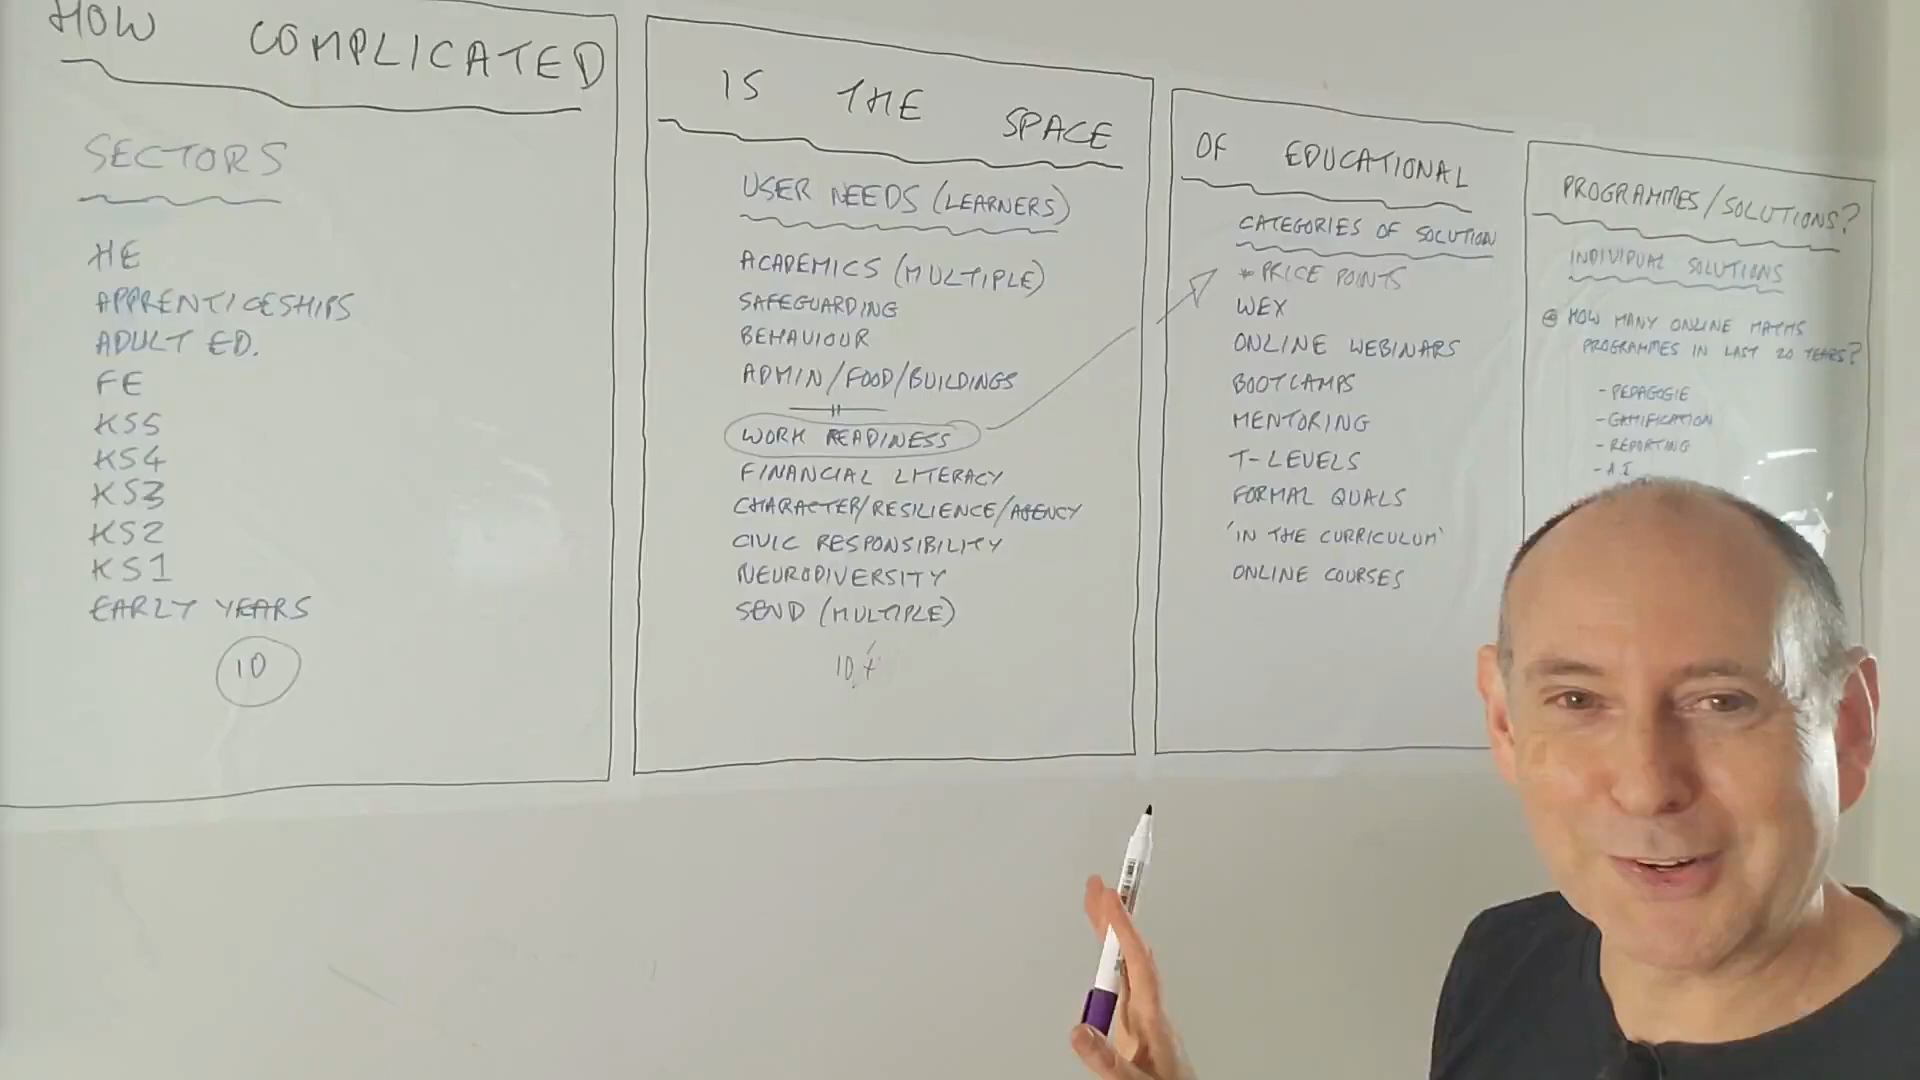 HOW COMPLICATED
SECTORS
HE
APPRENTICESHIPS
ADULT ED.
FE
KS5
KS4
KS3
KS2
KS1
EARLY YEARS
10
IS THE SPACE
USER NEEDS (LEARNERS)
ACADEMICS (MULTIPLE)
SAFEGUARDING
BEHAVIOUR
ADMIN/FOOD/BUILDINGS
WORK READINESS
FINANCIAL LITERACY
CHARACTER/RESILIENCE/AGENCY
CIVIC RESPONSIBILITY
NEURODIVERSITY
SEND (MULTIPLE)
10+
OF EDUCATIONAL
CATEGORIES OF SOLUTION
* PRICE POINTS
WEX
ONLINE WEBINARS
BOOTCAMPS
MENTORING
T-LEVELS
FORMAL QUALS
'IN THE CURRICULUM'
ONLINE COURSES
PROGRAMMES/SOLUTIONS?
INDIVIDUAL SOLUTIONS
HOW MANY ONLINE MATHS
PROGRAMMES IN LAST 20 YEARS?
- PEDAGOGIE
- GAMIFICATION
- REPORTING
- A.I